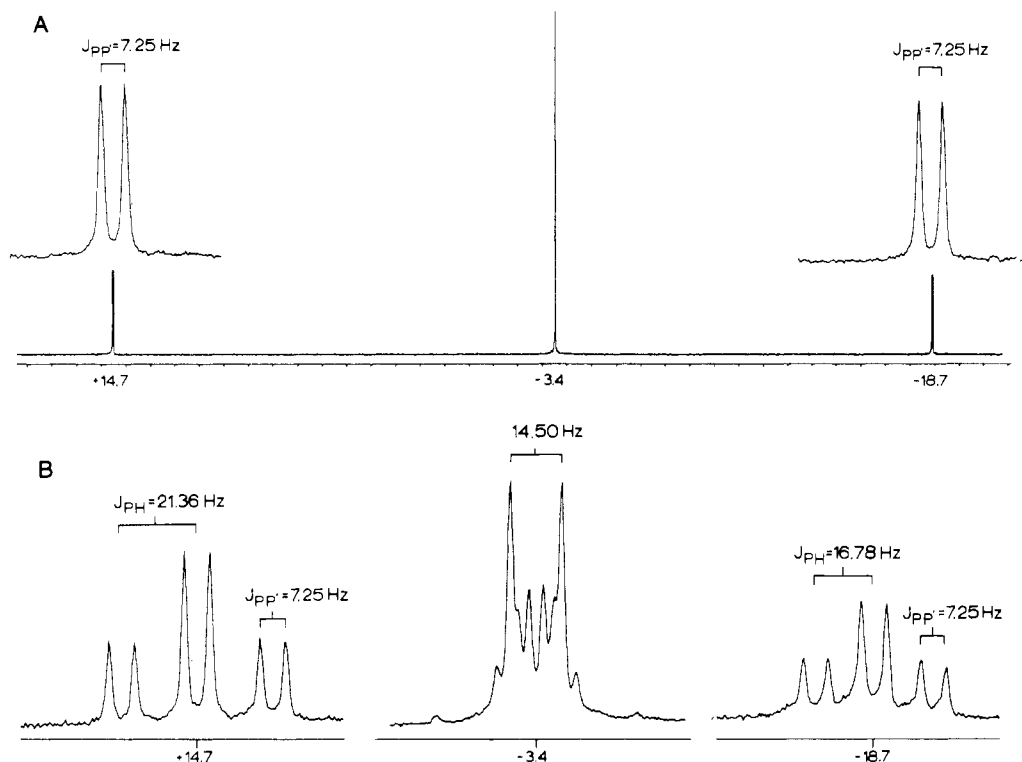 A
J_PP'=7.25 Hz
J_PP'=7.25 Hz
+14.7
-3.4
-18.7
B
14.50 Hz
J_PH=21.36 Hz
J_PP'=7.25 Hz
J_PH=16.78 Hz
J_PP'=7.25 Hz
+14.7
-3.4
-18.7